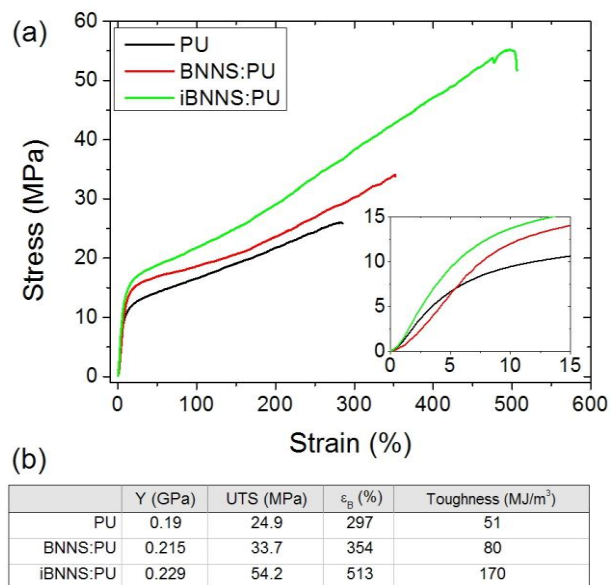 (a)
PU
BNNS:PU
iBNNS:PU
Stress (MPa)
60
50
40
30
20
10
0
15
10
5
0
0 5 10 15
0 100 200 300 400 500 600
Strain (%)
(b)
Y (GPa) UTS (MPa) εB (%) Toughness (MJ/m³)
PU 0.19 24.9 297 51
BNNS:PU 0.215 33.7 354 80
iBNNS:PU 0.229 54.2 513 170